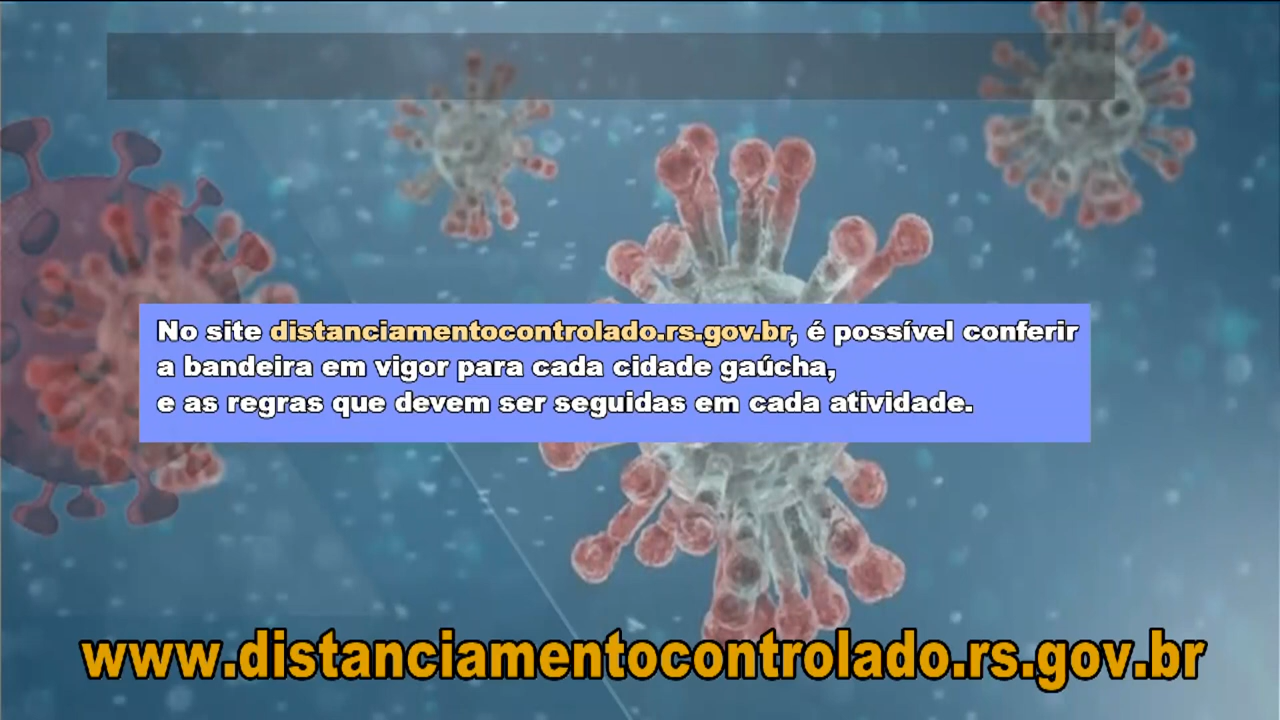 No site distanciamentocontrolado.rs.gov.br, é possível conferir
a bandeira em vigor para cada cidade gaúcha,
e as regras que devem ser seguidas em cada atividade.
www.distanciamentocontrolado.rs.gov.br